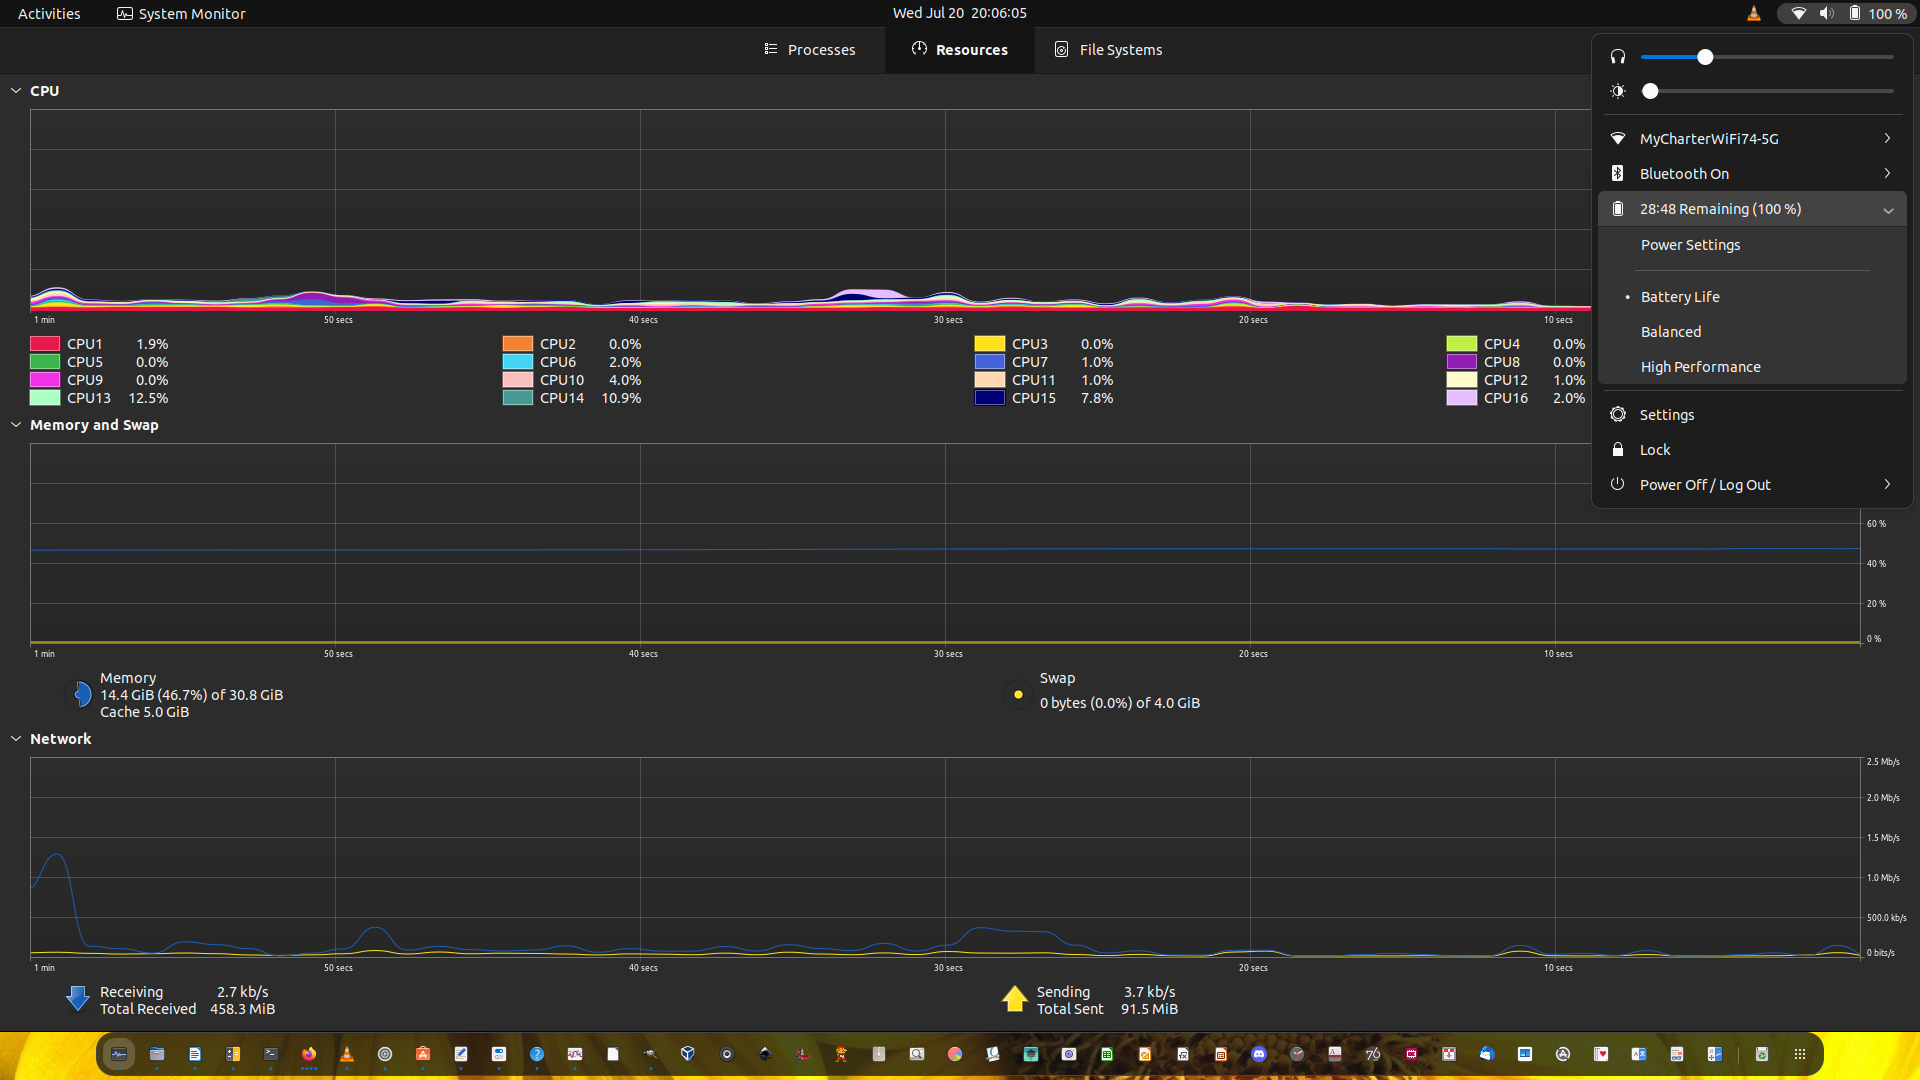 Activities
System Monitor
Wed Jul 20 20:06:05
100 %
Processes
Resources
File Systems
CPU
1 min
50 secs
40 secs
30 secs
20 secs
10 secs
CPU1 1.9%
CPU2 0.0%
CPU3 0.0%
CPU4 0.0%
CPU5 0.0%
CPU6 2.0%
CPU7 1.0%
CPU8 0.0%
CPU9 0.0%
CPU10 4.0%
CPU11 1.0%
CPU12 1.0%
CPU13 12.5%
CPU14 10.9%
CPU15 7.8%
CPU16 2.0%
MyCharterWiFi74-5G
Bluetooth On
28:48 Remaining (100 %)
Power Settings
Battery Life
Balanced
High Performance
Settings
Lock
Power Off / Log Out
Memory and Swap
60 %
40 %
20 %
0 %
1 min
50 secs
40 secs
30 secs
20 secs
10 secs
Memory
14.4 GiB (46.7%) of 30.8 GiB
Cache 5.0 GiB
Swap
0 bytes (0.0%) of 4.0 GiB
Network
2.5 Mb/s
2.0 Mb/s
1.5 Mb/s
1.0 Mb/s
500.0 kb/s
0 bits/s
1 min
50 secs
40 secs
30 secs
20 secs
10 secs
Receiving 2.7 kb/s
Total Received 458.3 MiB
Sending 3.7 kb/s
Total Sent 91.5 MiB